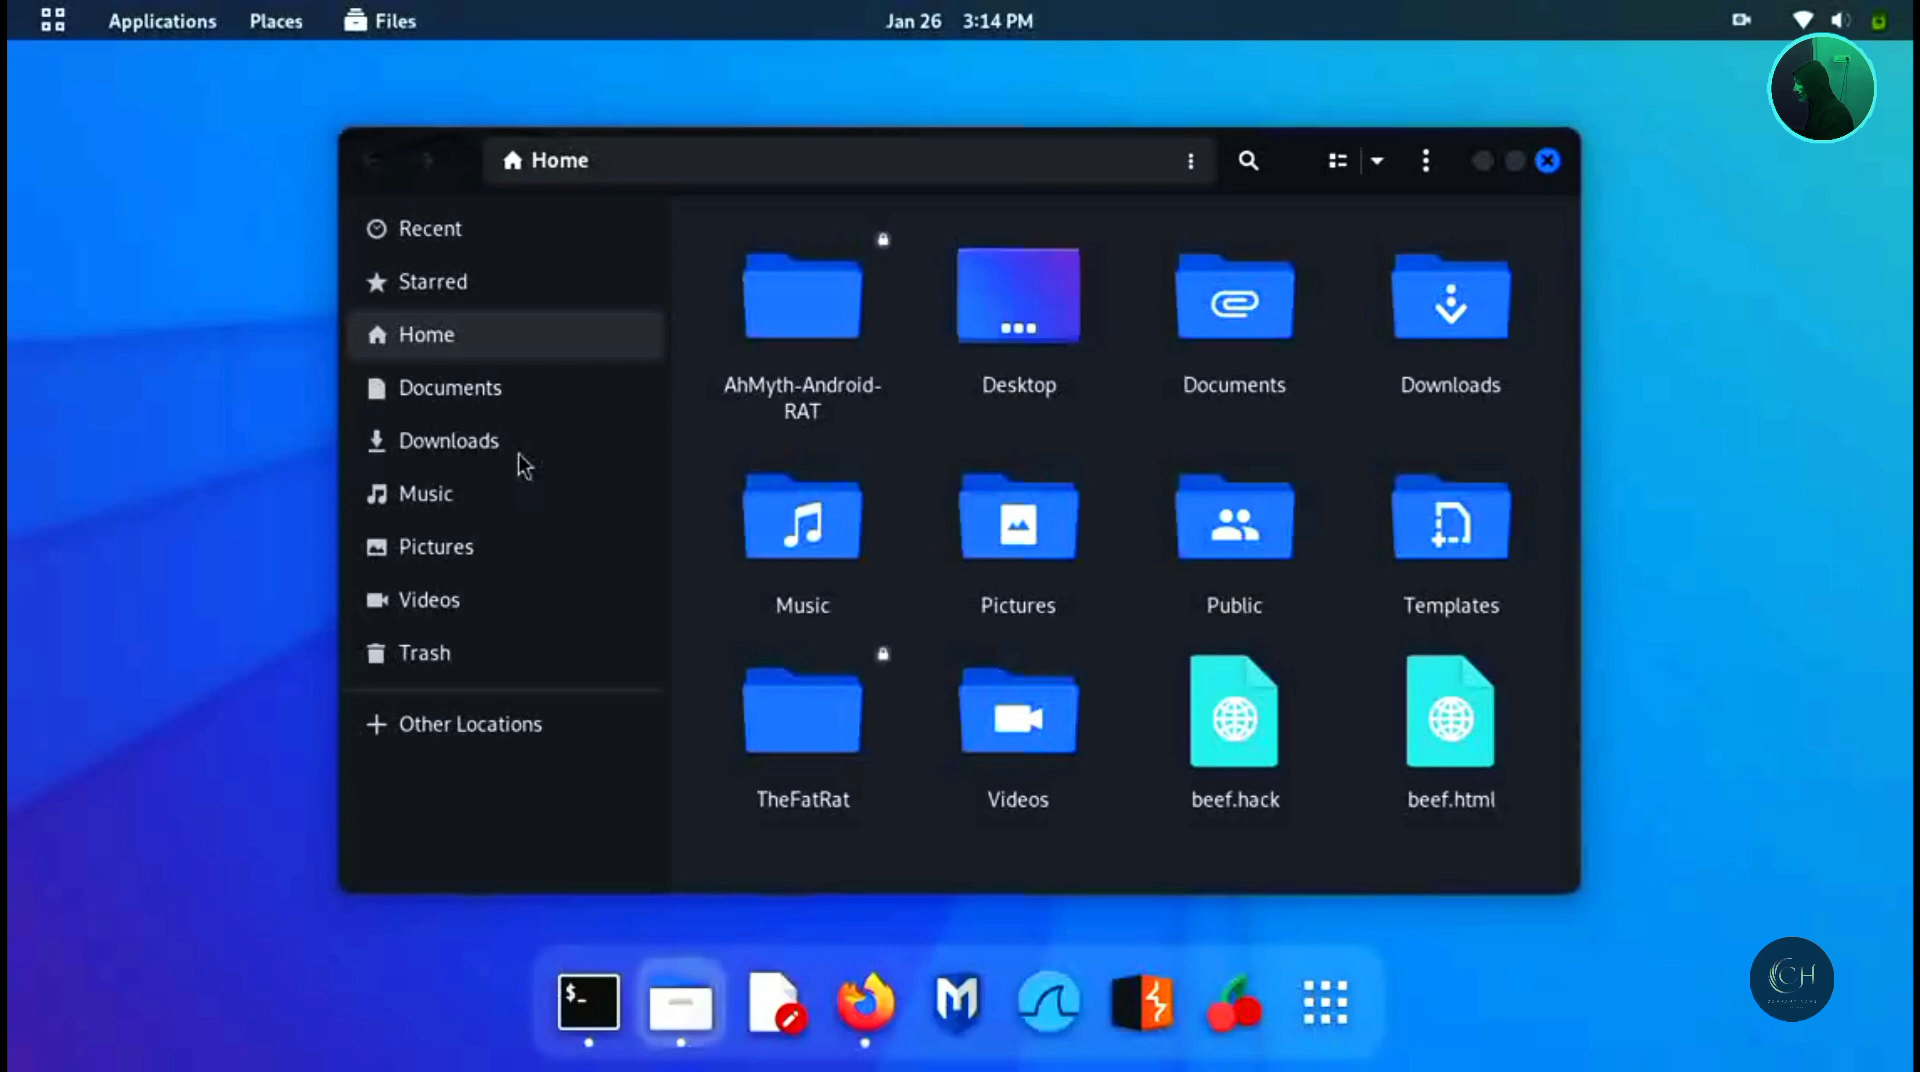 Applications Places Files Jan 26 3:14 PM
Home
Recent
Starred
Home
Documents
Downloads
Music
Pictures
Videos
Trash
Other Locations
AhMyth-Android-
RAT
Desktop
Documents
Downloads
Music
Pictures
Public
Templates
TheFatRat
Videos
beef.hack
beef.html
$_
CH